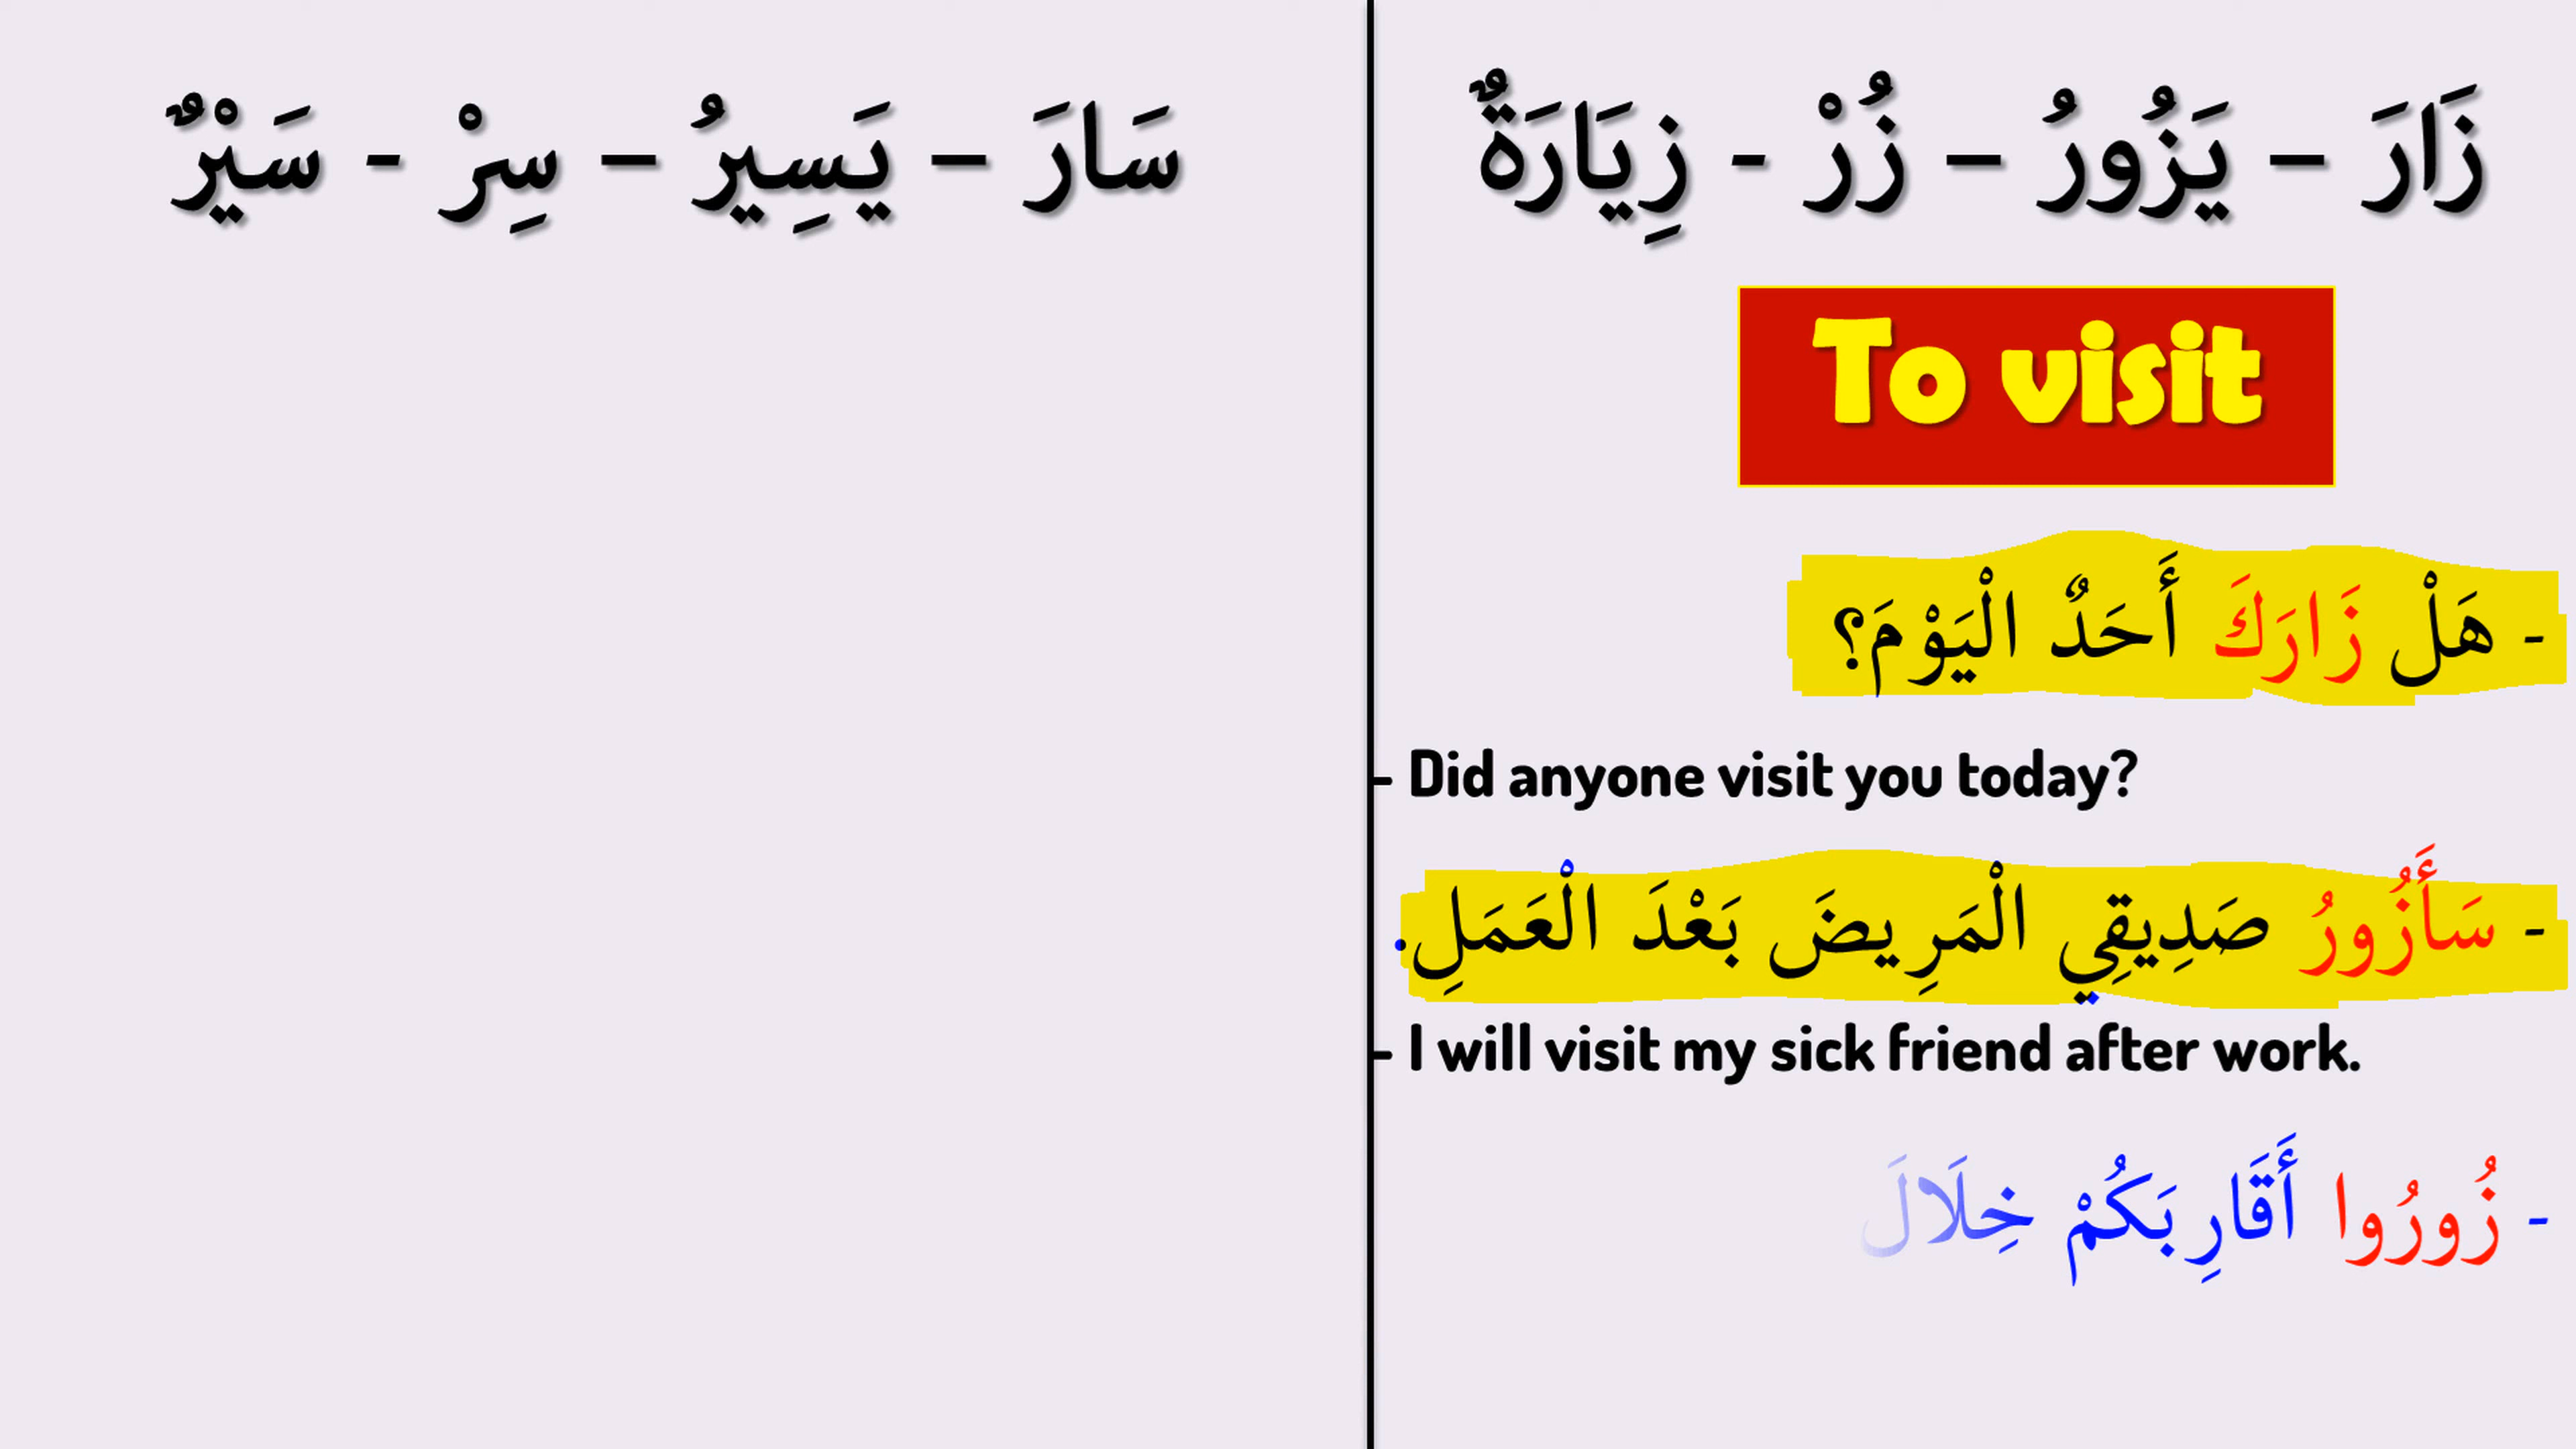 زَارَ – يَزُورُ – زُرْ - زِيَارَةٌ
To visit
- هَلْ زَارَكَ أَحَدٌ الْيَوْمَ؟
- Did anyone visit you today?
- سَأَزُورُ صَدِيقِي الْمَرِيضَ بَعْدَ الْعَمَلِ.
- I will visit my sick friend after work.
- زُورُوا أَقَارِبَكُمْ خِلَالَ
سَارَ – يَسِيرُ – سِرْ - سَيْرٌ